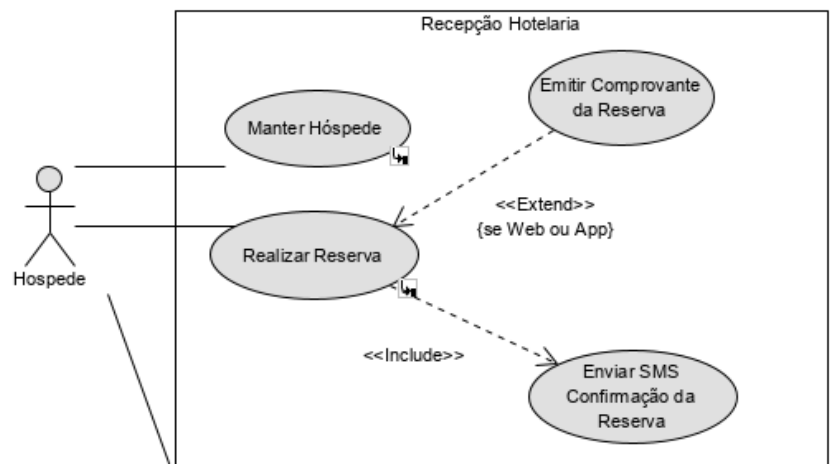 Recepção Hotelaria
Emitir Comprovante
da Reserva
Manter Hóspede
<<Extend>>
{se Web ou App}
Realizar Reserva
Hospede
<<Include>>
Enviar SMS
Confirmação da
Reserva